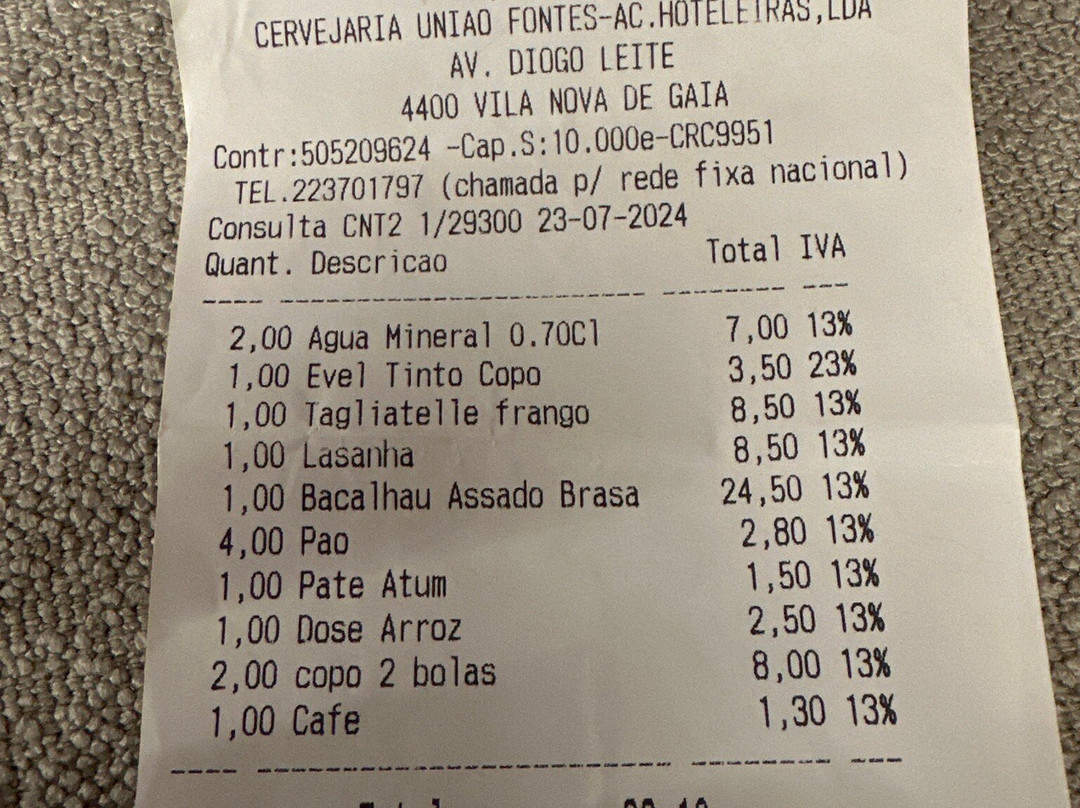 CERVEJARIA UNIAO FONTES-AC.HOTELEIRAS,LDA
AV. DIOGO LEITE
4400 VILA NOVA DE GAIA
Contr:505209624 -Cap.S:10.000e-CRC9951
TEL.223701797 (chamada p/ rede fixa nacional)
Consulta CNT2 1/29300 23-07-2024
Quant. Descricao Total IVA
2,00 Agua Mineral 0.70Cl 7,00 13%
1,00 Evel Tinto Copo 3,50 23%
1,00 Tagliatelle frango 8,50 13%
1,00 Lasanha 8,50 13%
1,00 Bacalhau Assado Brasa 24,50 13%
4,00 Pao 2,80 13%
1,00 Pate Atum 1,50 13%
1,00 Dose Arroz 2,50 13%
2,00 copo 2 bolas 8,00 13%
1,00 Cafe 1,30 13%